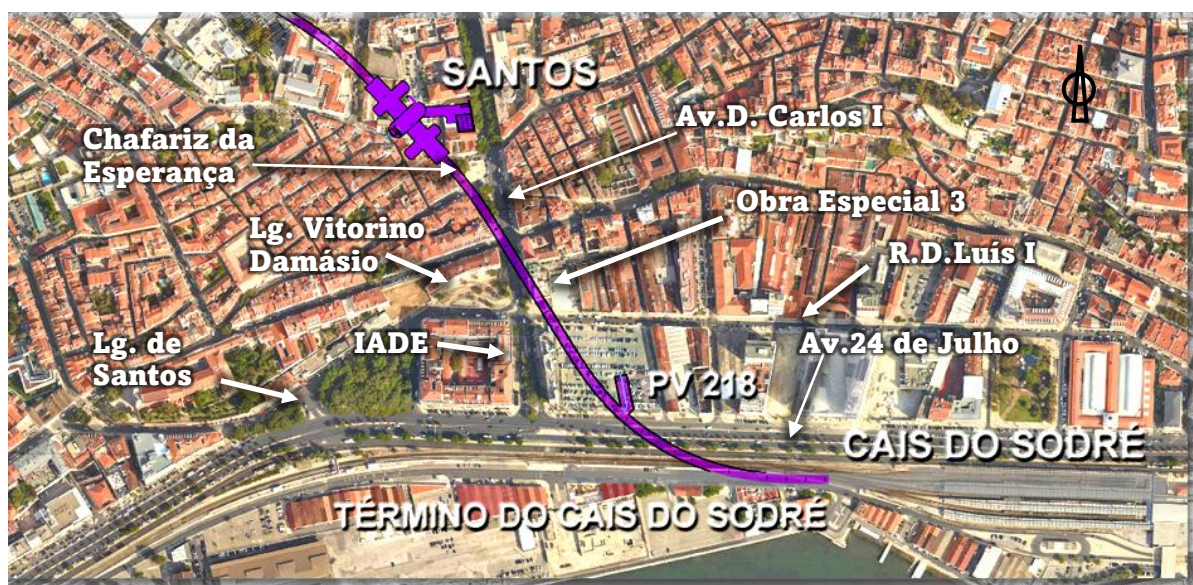 SANTOS
Av.D. Carlos I
Chafariz da
Esperança
Obra Especial 3
Lg. Vitorino
Damásio
R.D.Luís I
Lg. de
Santos
IADE
Av.24 de Julho
PV 218
CAIS DO SODRÉ
TÉRMINO DO CAIS DO SODRÉ